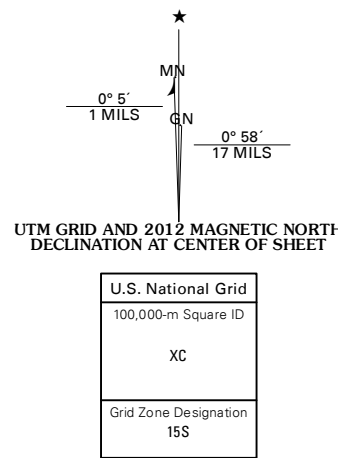 ★
MN
0° 5´
1 MILS
GN
0° 58´
17 MILS
UTM GRID AND 2012 MAGNETIC NORTH
DECLINATION AT CENTER OF SHEET
U.S. National Grid
100,000-m Square ID
XC
Grid Zone Designation
15S